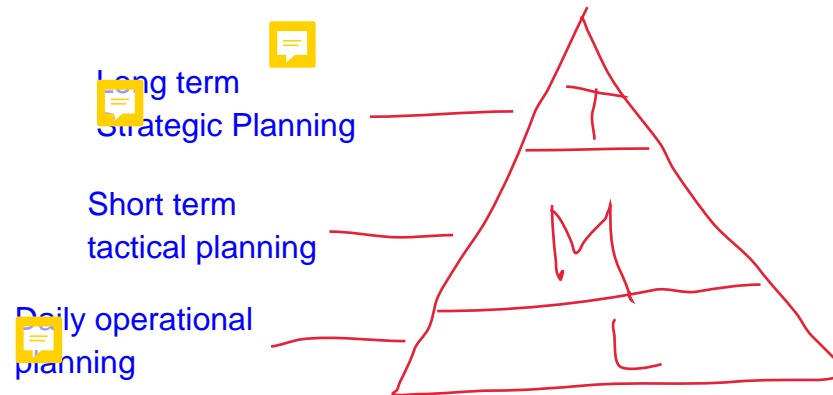 Long term
Strategic Planning
T
Short term
tactical planning
M
Daily operational
planning
L